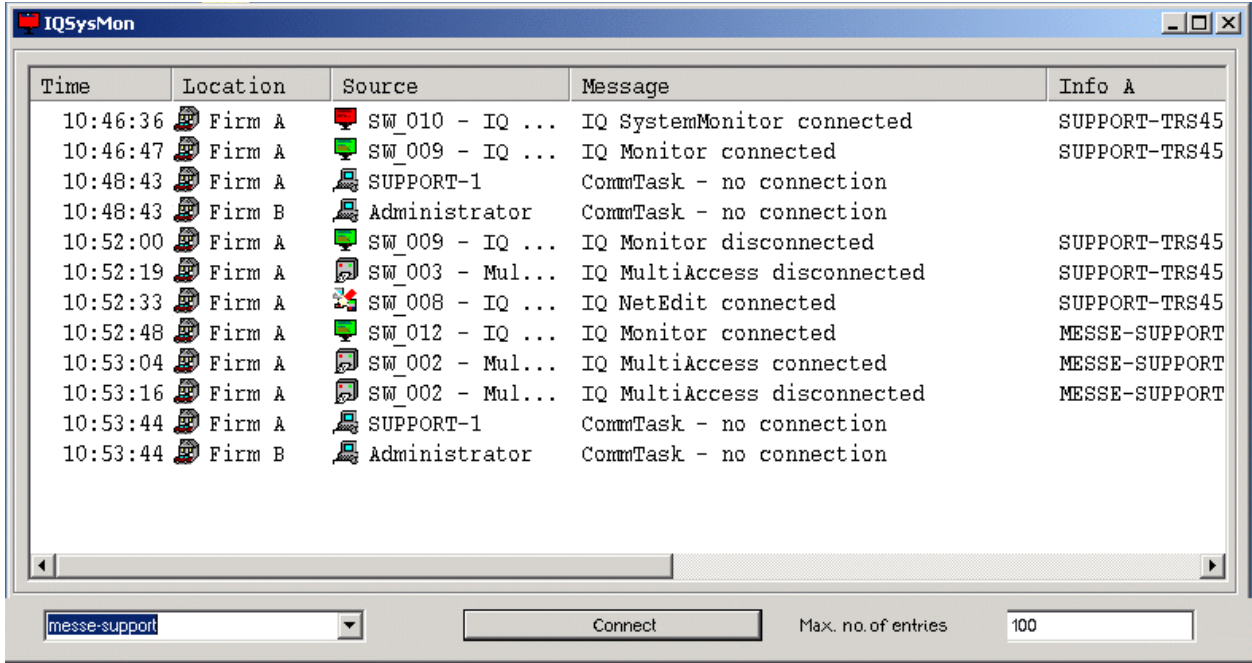 IQSysMon
Time Location Source Message Info A
10:46:36 Firm A SW_010 - IQ ... IQ SystemMonitor connected SUPPORT-TRS45
10:46:47 Firm A SW_009 - IQ ... IQ Monitor connected SUPPORT-TRS45
10:48:43 Firm A SUPPORT-1 CommTask - no connection
10:48:43 Firm B Administrator CommTask - no connection
10:52:00 Firm A SW_009 - IQ ... IQ Monitor disconnected SUPPORT-TRS45
10:52:19 Firm A SW_003 - Mul... IQ MultiAccess disconnected SUPPORT-TRS45
10:52:33 Firm A SW_008 - IQ ... IQ NetEdit connected SUPPORT-TRS45
10:52:48 Firm A SW_012 - IQ ... IQ Monitor connected MESSE-SUPPORT
10:53:04 Firm A SW_002 - Mul... IQ MultiAccess connected MESSE-SUPPORT
10:53:16 Firm A SW_002 - Mul... IQ MultiAccess disconnected MESSE-SUPPORT
10:53:44 Firm A SUPPORT-1 CommTask - no connection
10:53:44 Firm B Administrator CommTask - no connection
messe-support Connect Max. no. of entries 100